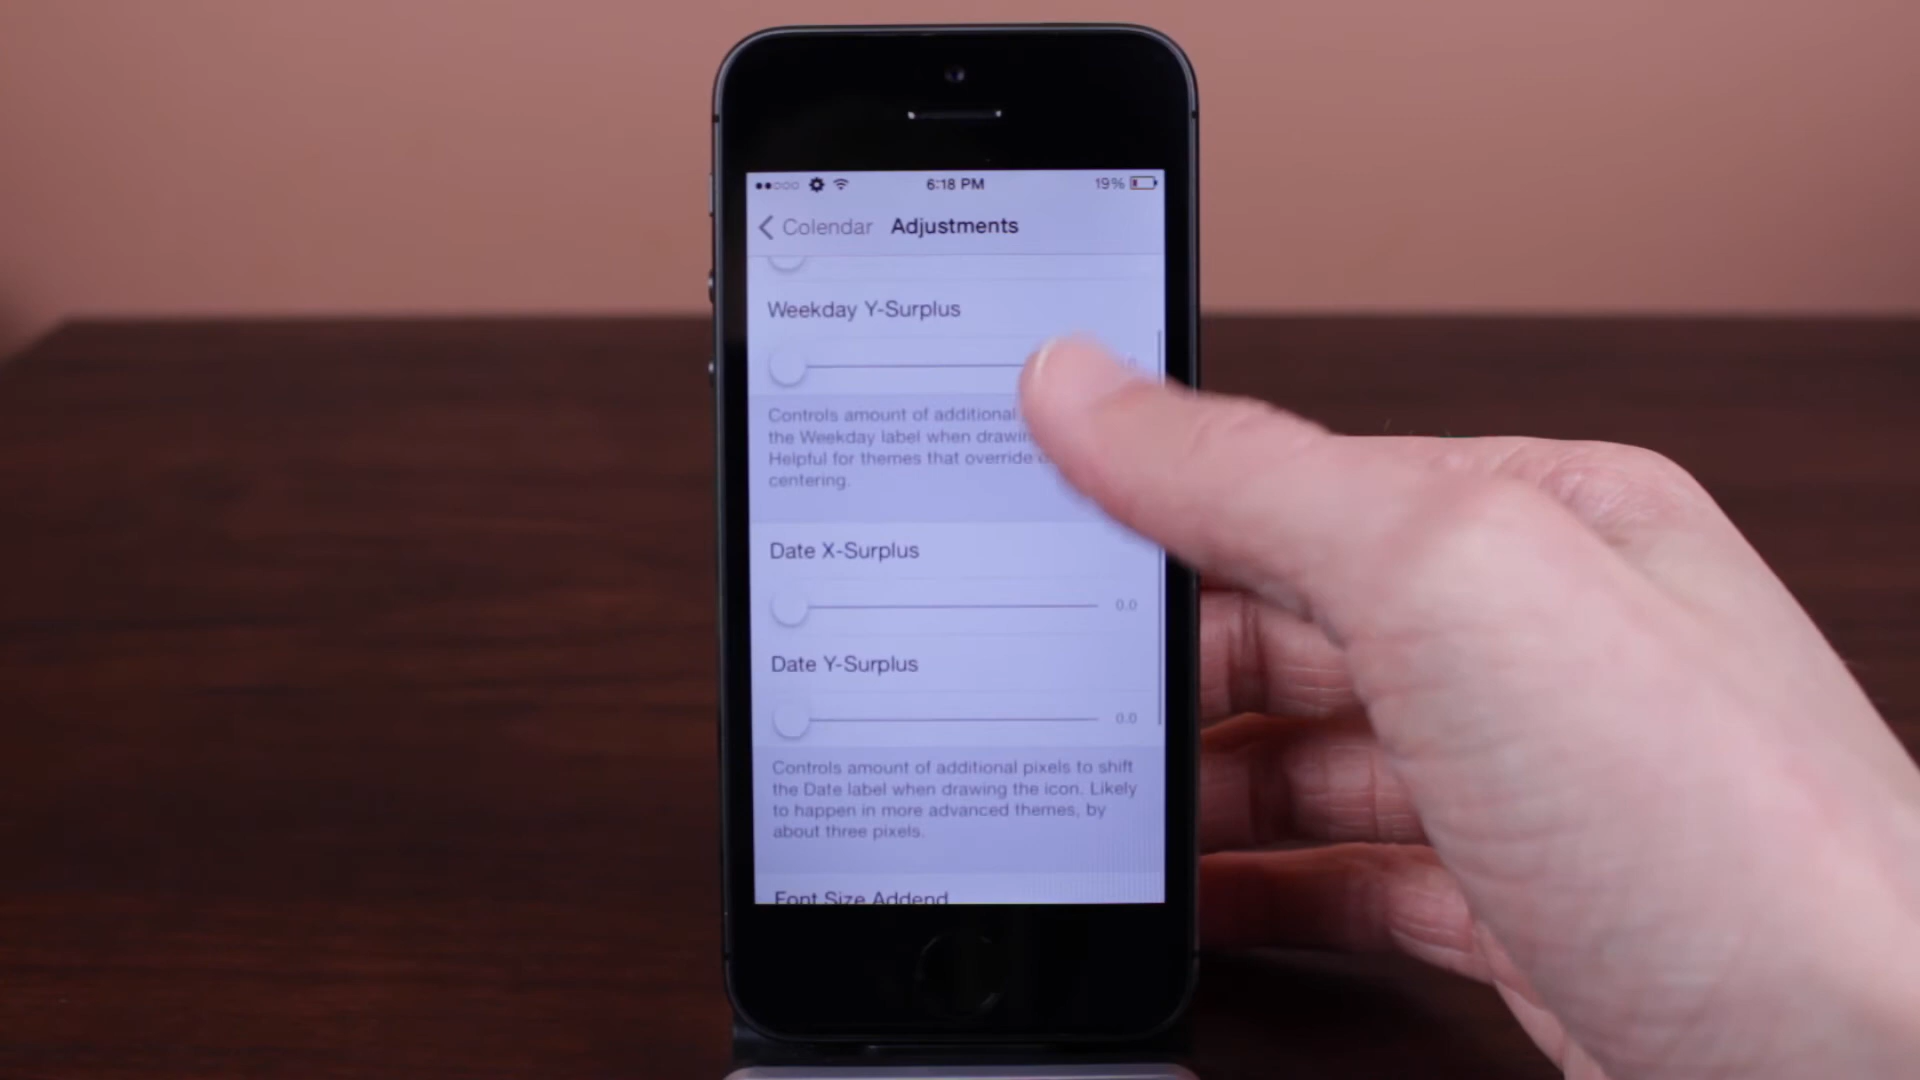 6:18 PM
19%
Colendar
Adjustments
Weekday Y-Surplus
Controls amount of additional
the Weekday label when
Helpful for themes that override
centering.
Date X-Surplus
0.0
Date Y-Surplus
0.0
Controls amount of additional pixels to shift
the Date label when drawing the icon. Likely
to happen in more advanced themes, by
about three pixels.
Font Size Addend